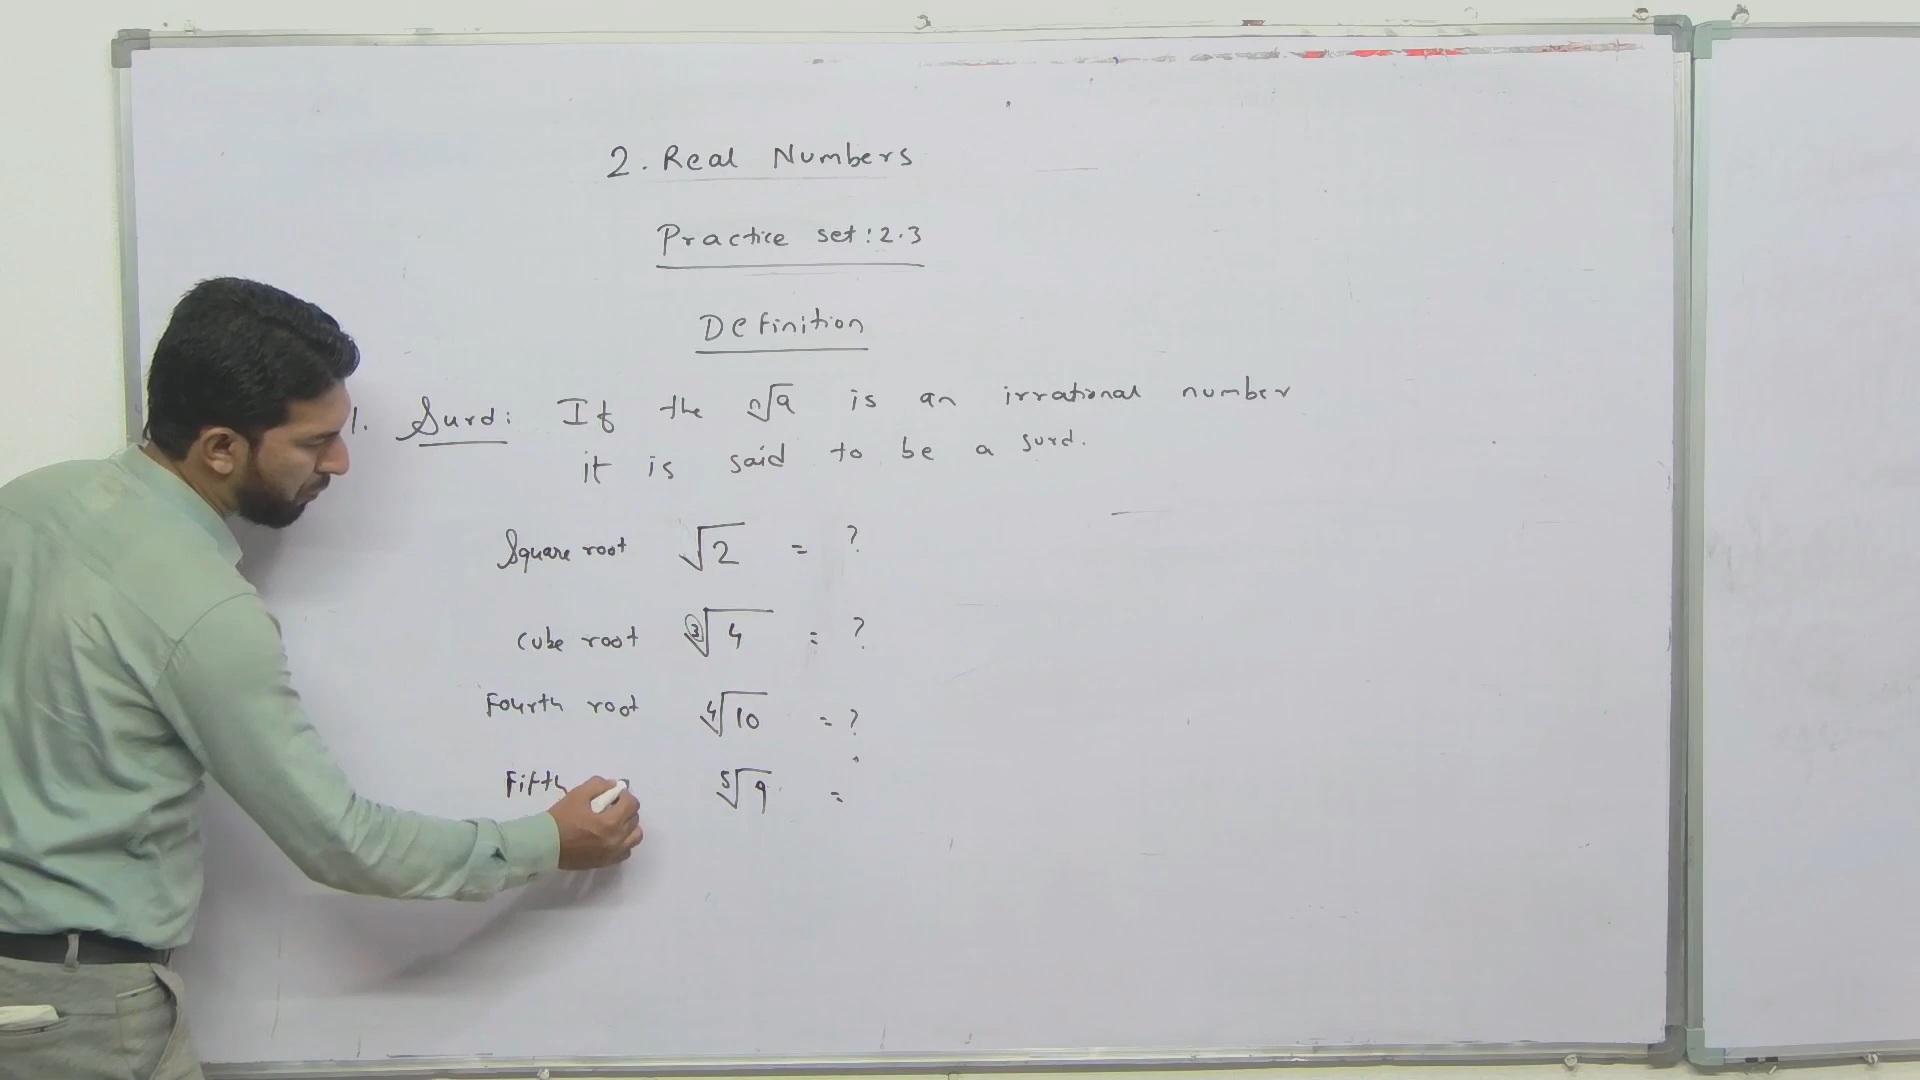 2. Real Numbers
Practice set: 2.3
Definition
1. Surd: If the ⁿ√a is an irrational number
it is said to be a surd.
Square root √2 = ?
Cube root ³√4 = ?
Fourth root ⁴√10 = ?
Fifth ⁵√9 =